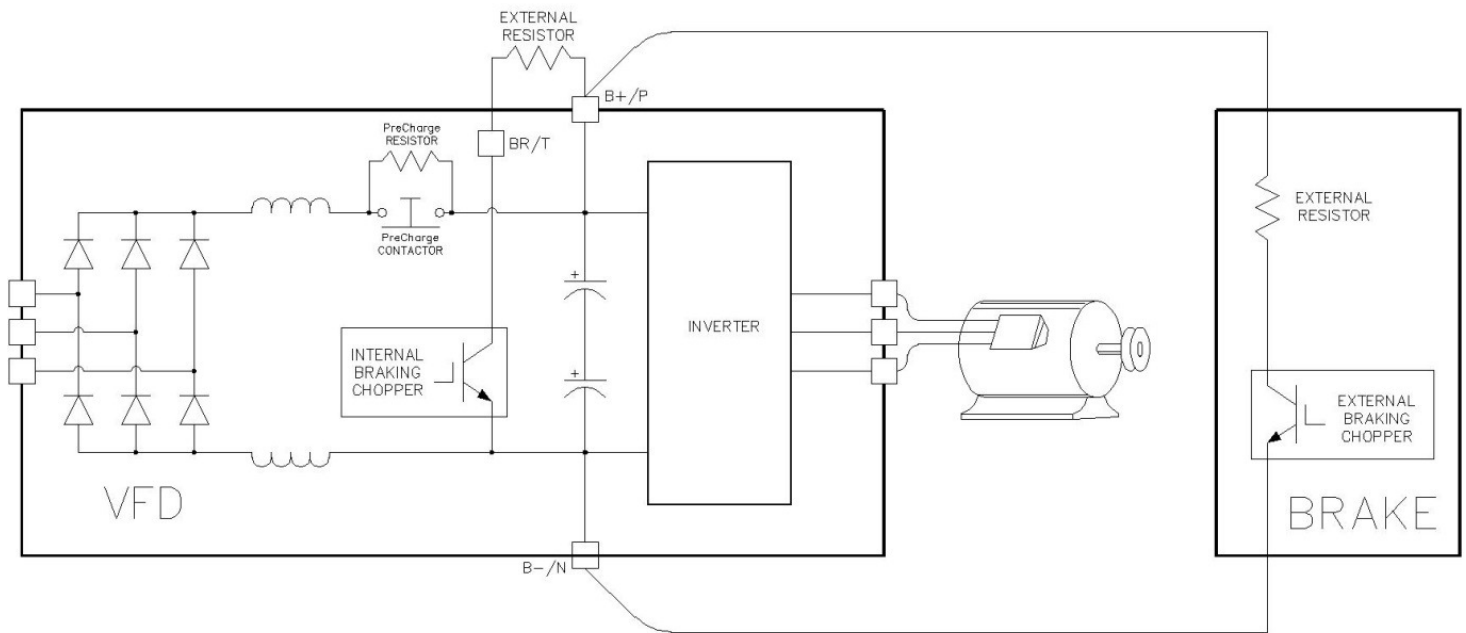 EXTERNAL
RESISTOR
B+/P
PreCharge
RESISTOR
BR/T
PreCharge
CONTACTOR
EXTERNAL
RESISTOR
INVERTER
INTERNAL
BRAKING
CHOPPER
+
+
EXTERNAL
BRAKING
CHOPPER
VFD
BRAKE
B-/N